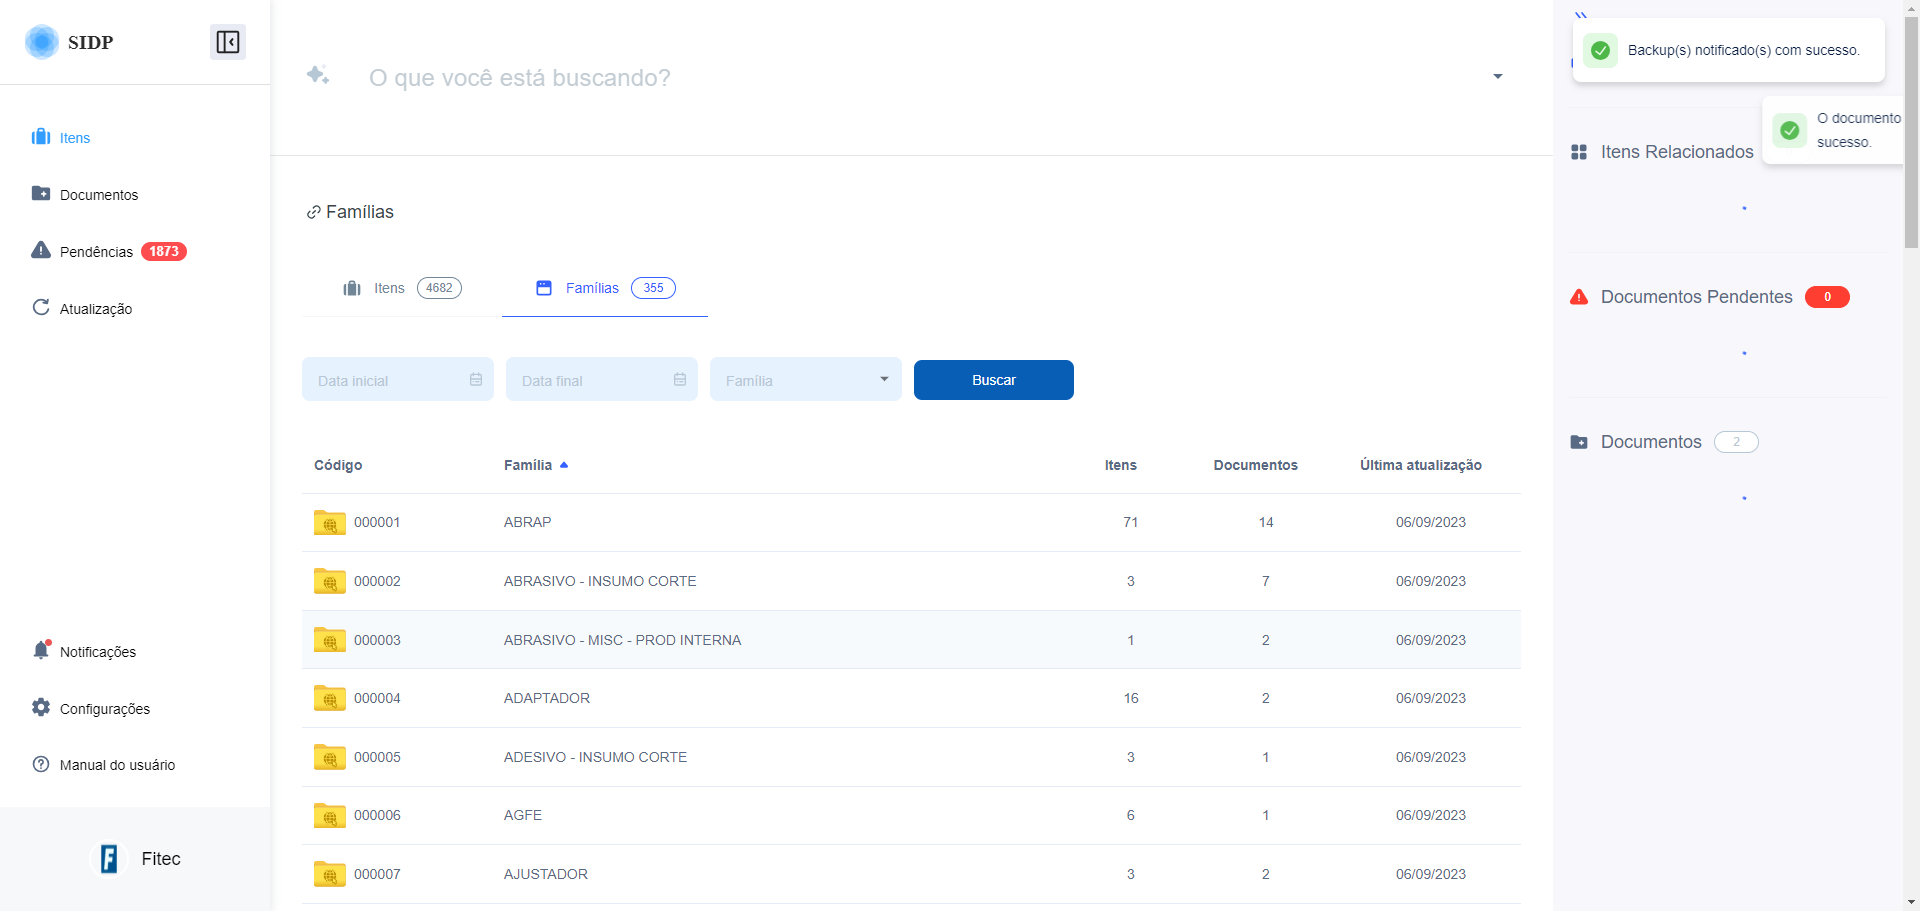 SIDP
Itens
Documentos
Pendências 1873
Atualização
Notificações
Configurações
Manual do usuário
Fitec
O que você está buscando?
Famílias
Itens 4682
Famílias 355
Data inicial
Data final
Família
Buscar
Código Família Itens Documentos Última atualização
000001 ABRAP 71 14 06/09/2023
000002 ABRASIVO - INSUMO CORTE 3 7 06/09/2023
000003 ABRASIVO - MISC - PROD INTERNA 1 2 06/09/2023
000004 ADAPTADOR 16 2 06/09/2023
000005 ADESIVO - INSUMO CORTE 3 1 06/09/2023
000006 AGFE 6 1 06/09/2023
000007 AJUSTADOR 3 2 06/09/2023
Backup(s) notificado(s) com sucesso.
O documento
sucesso.
Itens Relacionados
Documentos Pendentes 0
Documentos 2